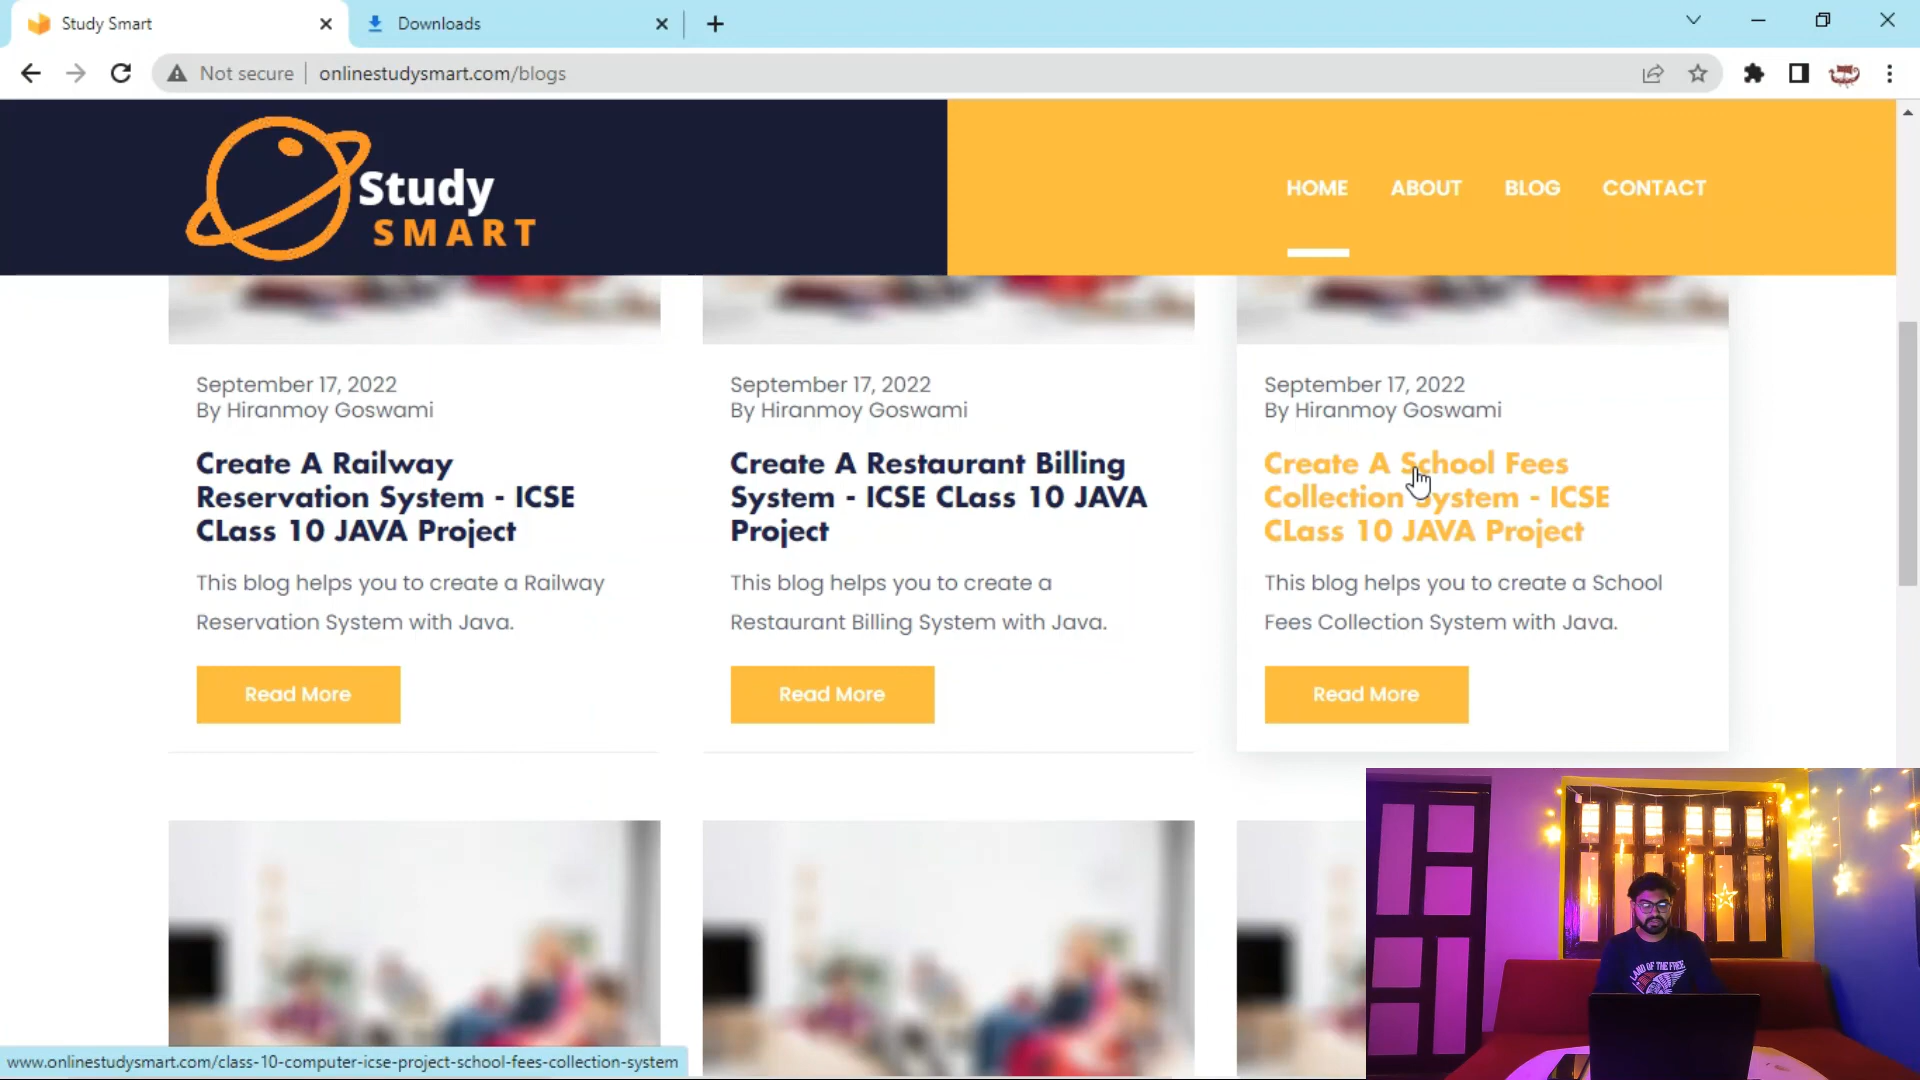 Study Smart
Downloads
Not secure
onlinestudysmart.com/blogs
Study
SMART
HOME
ABOUT
BLOG
CONTACT
September 17, 2022
By Hiranmoy Goswami
Create A Railway
Reservation System - ICSE
CLass 10 JAVA Project
This blog helps you to create a Railway
Reservation System with Java.
Read More
September 17, 2022
By Hiranmoy Goswami
Create A Restaurant Billing
System - ICSE CLass 10 JAVA
Project
This blog helps you to create a
Restaurant Billing System with Java.
Read More
September 17, 2022
By Hiranmoy Goswami
Create A School Fees
Collection System - ICSE
CLass 10 JAVA Project
This blog helps you to create a School
Fees Collection System with Java.
Read More
LAND OF THE FREE
www.onlinestudysmart.com/class-10-computer-icse-project-school-fees-collection-system